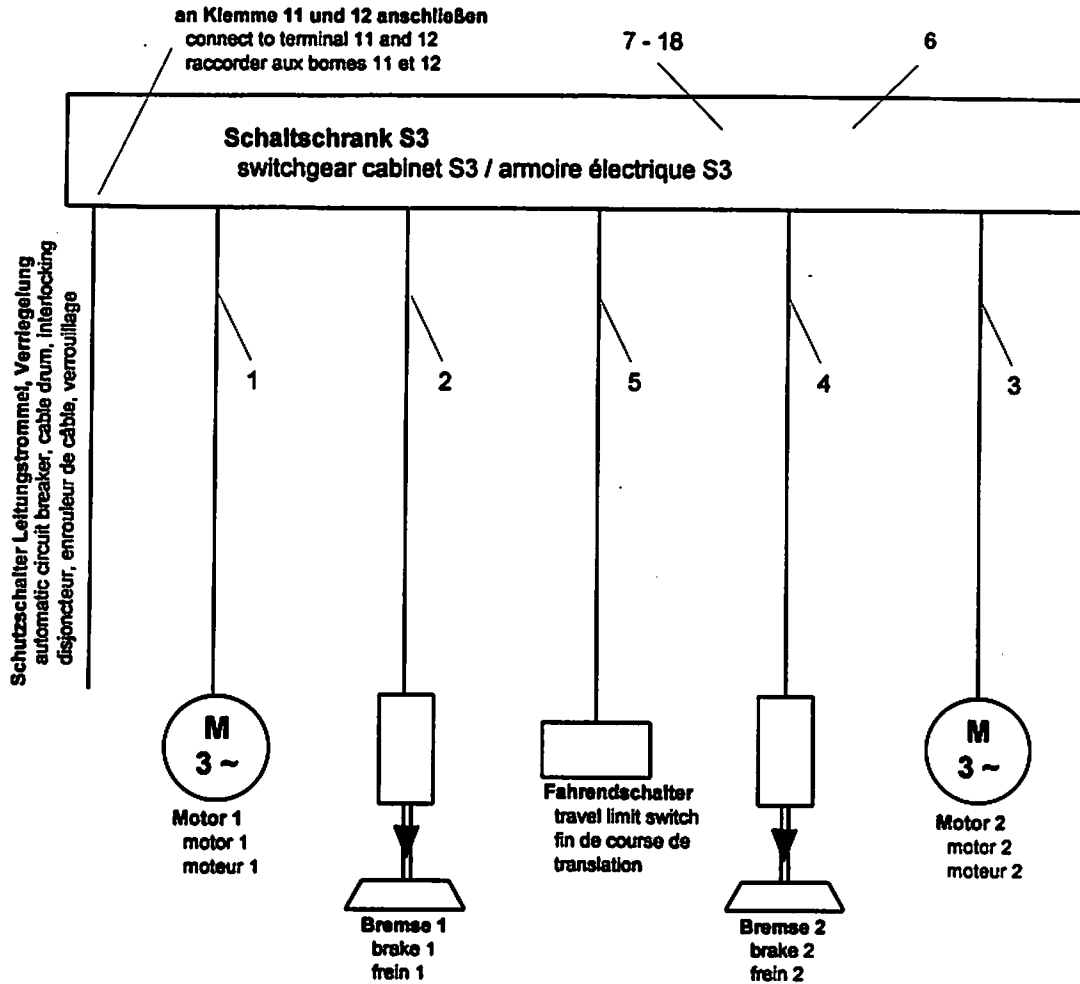 an Klemme 11 und 12 anschließen
connect to terminal 11 and 12
raccorder aux bornes 11 et 12
7 - 18
6
Schaltschrank S3
switchgear cabinet S3 / armoire électrique S3
Schutzschalter Leitungstrommel, Verriegelung
automatic circuit breaker, cable drum, interlocking
disjoncteur, enrouleur de câble, verrouillage
1
2
5
4
3
M
3 ~
Motor 1
motor 1
moteur 1
Bremse 1
brake 1
frein 1
Fahrendschalter
travel limit switch
fin de course de
translation
Bremse 2
brake 2
frein 2
M
3 ~
Motor 2
motor 2
moteur 2